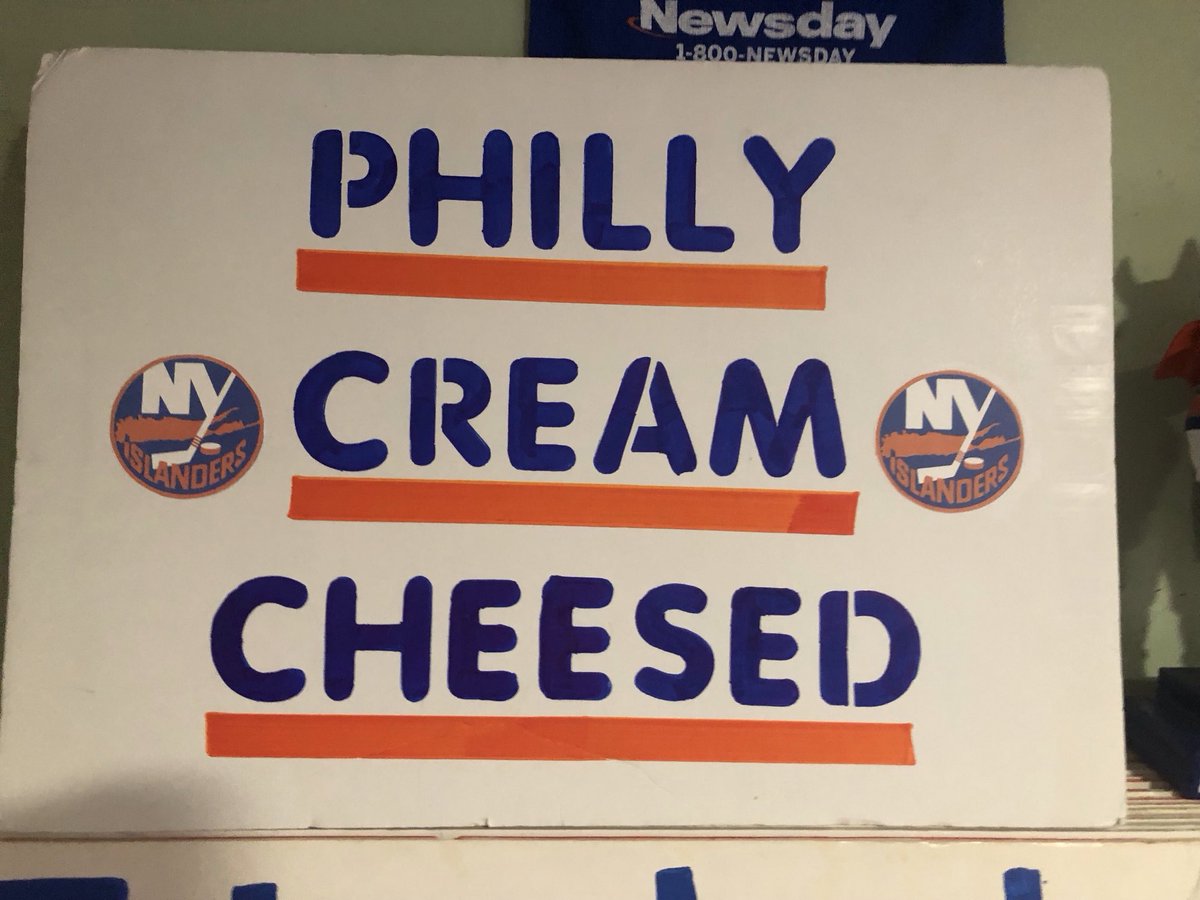 Newsday
1-800-NEWSDAY
PHILLY
NY
ISLANDERS
CREAM
NY
ISLANDERS
CHEESED